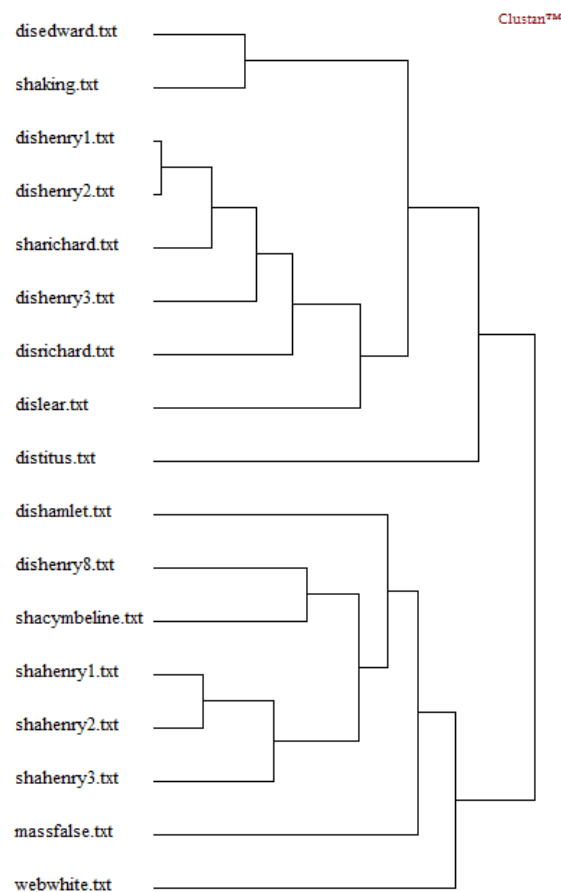 Clustan™
disedward.txt
shaking.txt
dishenry1.txt
dishenry2.txt
sharichard.txt
dishenry3.txt
disrichard.txt
dislear.txt
distitus.txt
dishamlet.txt
dishenry8.txt
shacymbeline.txt
shahenry1.txt
shahenry2.txt
shahenry3.txt
massfalse.txt
webwhite.txt